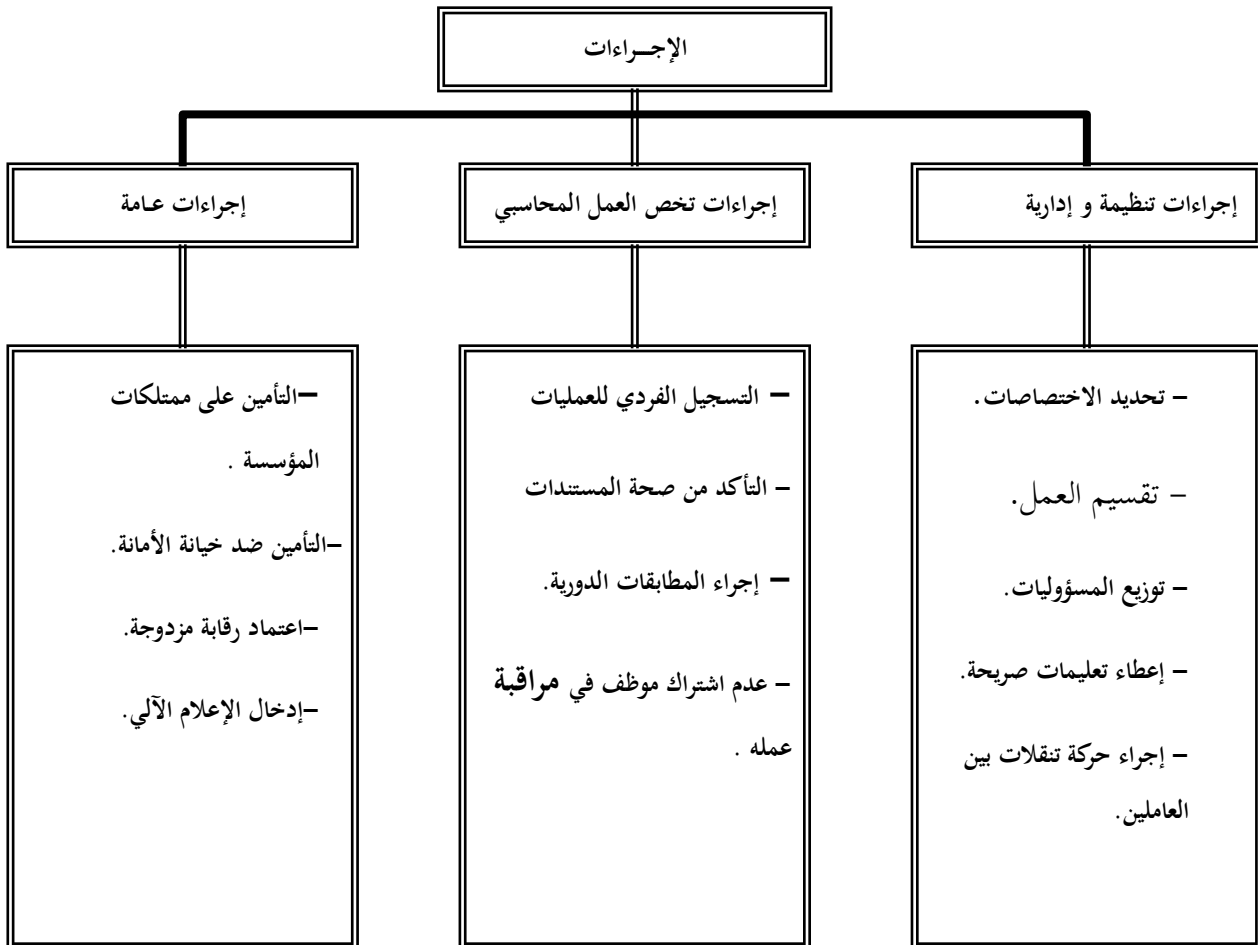 الإجـــراءات
إجراءات تنظيمة و إدارية
إجراءات تخص العمل المحاسبي
إجراءات عـامة
– تحديد الاختصاصات.
– تقسيم العمل.
– توزيع المسؤوليات.
– إعطاء تعليمات صريحة.
– إجراء حركة تنقلات بين
العاملين.
– التسجيل الفردي للعمليات
– التأكد من صحة المستندات
– إجراء المطابقات الدورية.
– عدم اشتراك موظف في مراقبة
عمله .
–التأمين على ممتلكات
المؤسسة .
–التأمين ضد خيانة الأمانة.
–اعتماد رقابة مزدوجة.
–إدخال الإعلام الآلي.